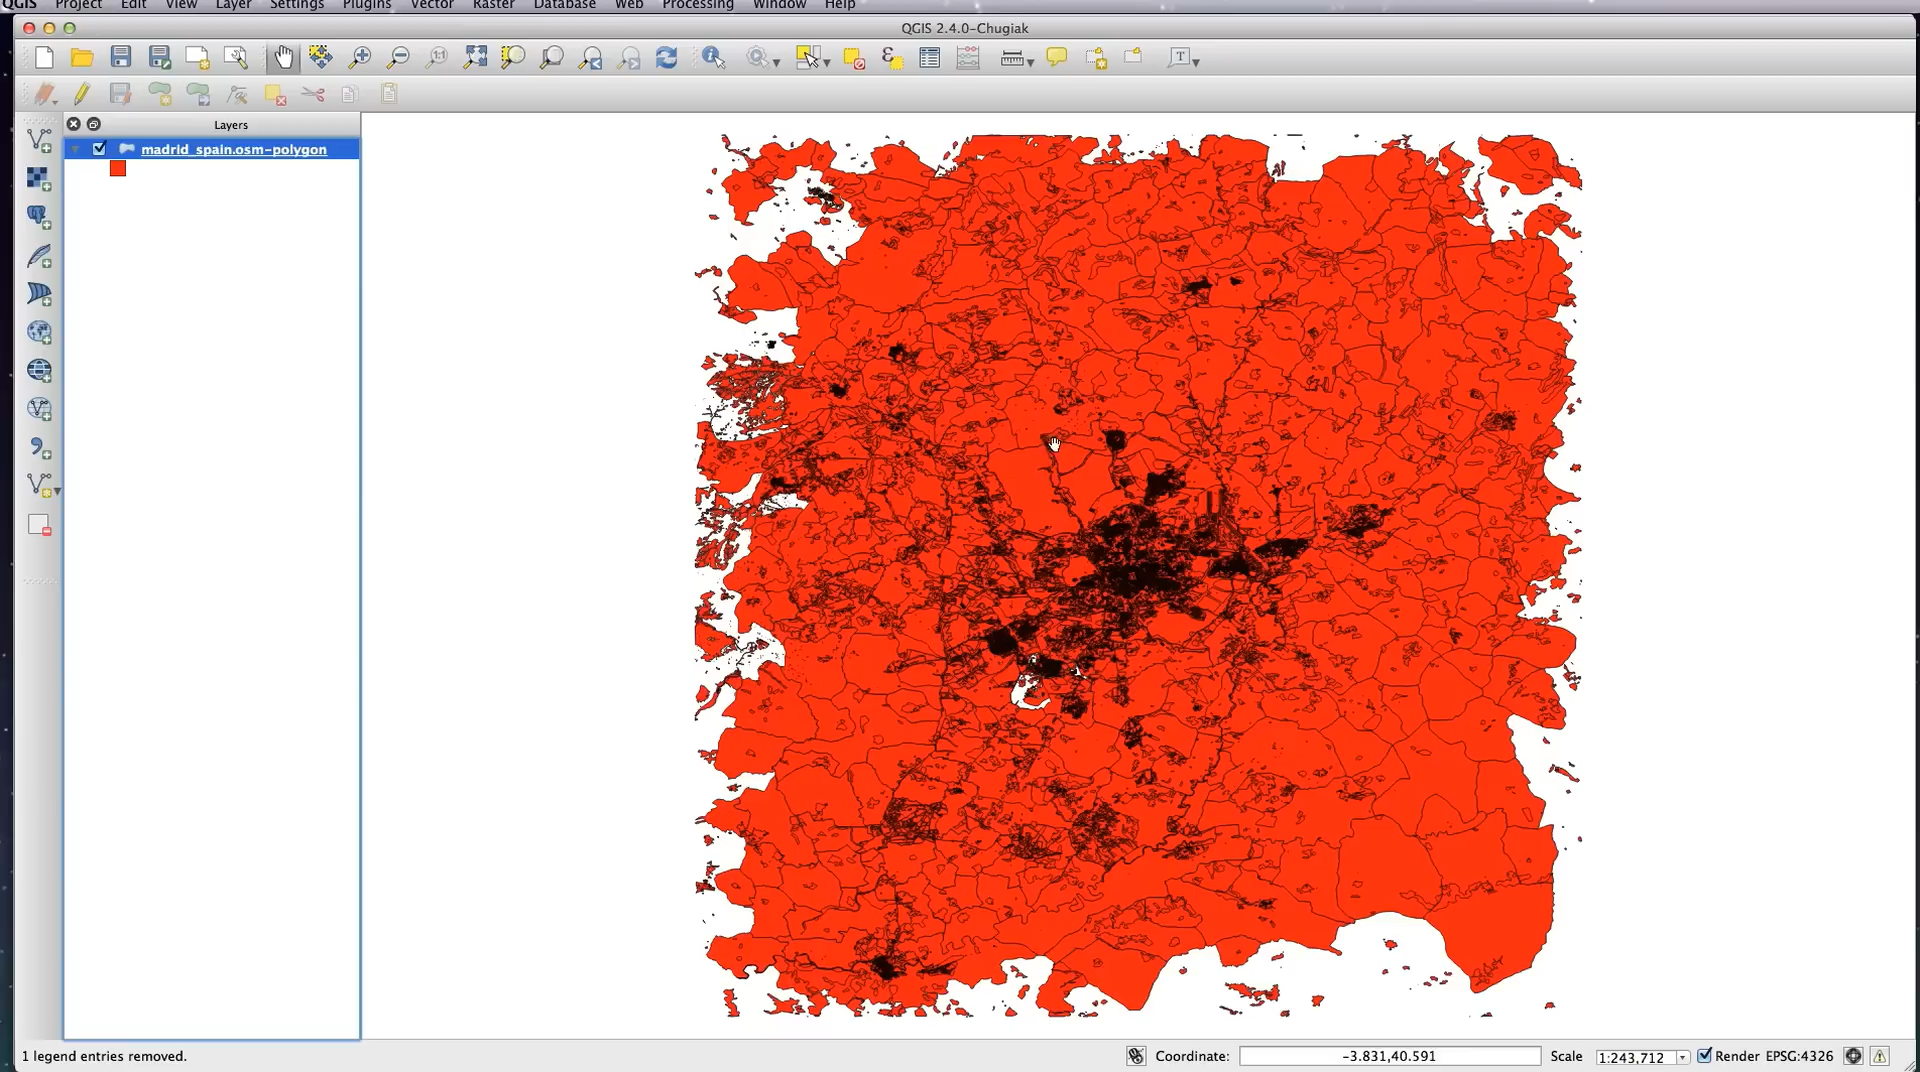 QGIS Project Edit View Layer Settings Plugins Vector Raster Database Web Processing Window Help
QGIS 2.4.0-Chugiak
1:1
ε
T
Layers
madrid_spain.osm-polygon
1 legend entries removed.
Coordinate: -3.831,40.591 Scale 1:243,712 Render EPSG:4326